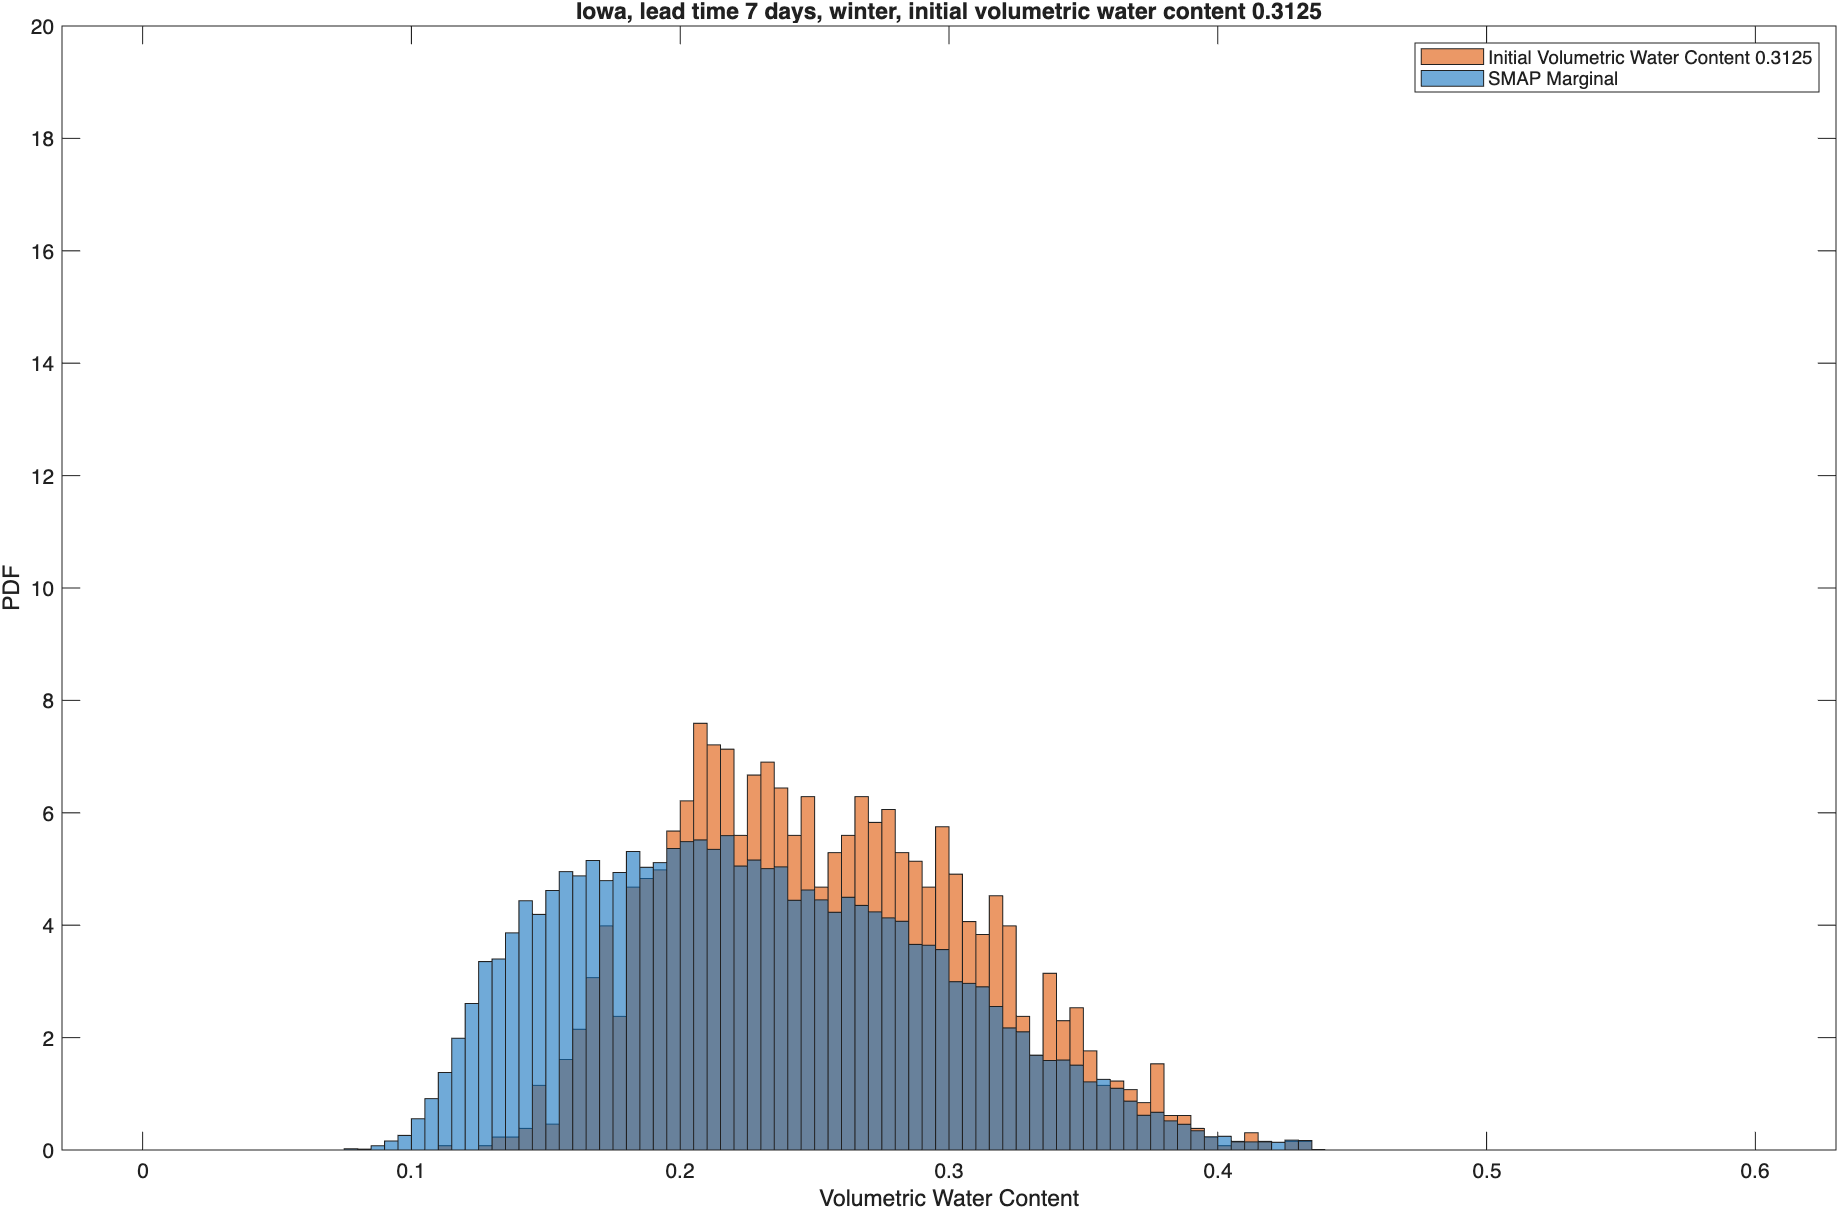 Iowa, lead time 7 days, winter, initial volumetric water content 0.3125
Initial Volumetric Water Content 0.3125
SMAP Marginal
20
18
16
14
12
10
8
6
4
2
0
PDF
0 0.1 0.2 0.3 0.4 0.5 0.6
Volumetric Water Content